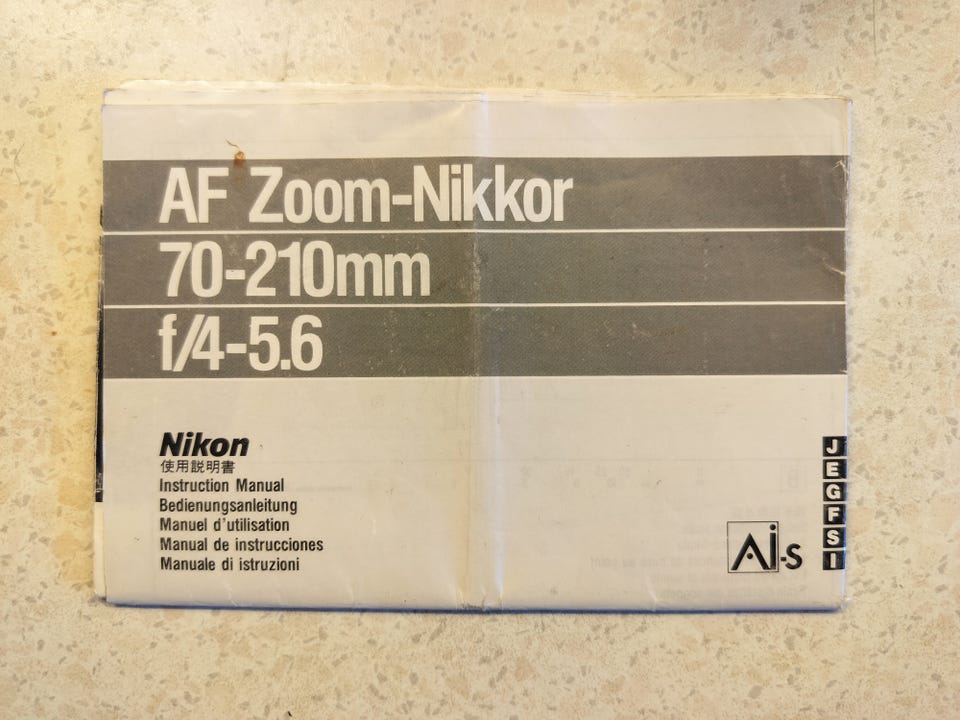 AF Zoom-Nikkor
70-210mm
f/4-5.6
Nikon
使用説明書
Instruction Manual
Bedienungsanleitung
Manuel d'utilisation
Manual de instrucciones
Manuale di istruzioni
Ai-s
J
E
G
F
S
I